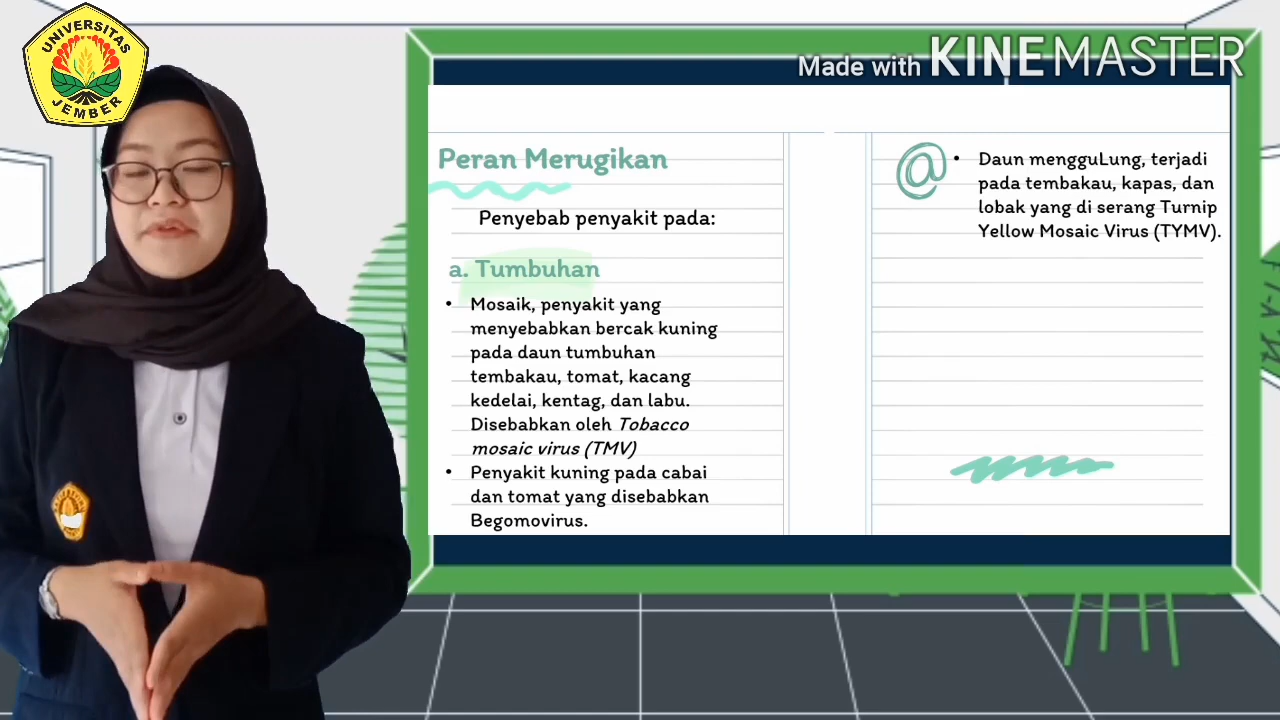 UNIVERSITAS
JEMBER
Made with KINEMASTER
Peran Merugikan
Penyebab penyakit pada:
a. Tumbuhan
• Mosaik, penyakit yang
menyebabkan bercak kuning
pada daun tumbuhan
tembakau, tomat, kacang
kedelai, kentag, dan labu.
Disebabkan oleh Tobacco
mosaic virus (TMV)
• Penyakit kuning pada cabai
dan tomat yang disebabkan
Begomovirus.
@
• Daun mengguLung, terjadi
pada tembakau, kapas, dan
lobak yang di serang Turnip
Yellow Mosaic Virus (TYMV).